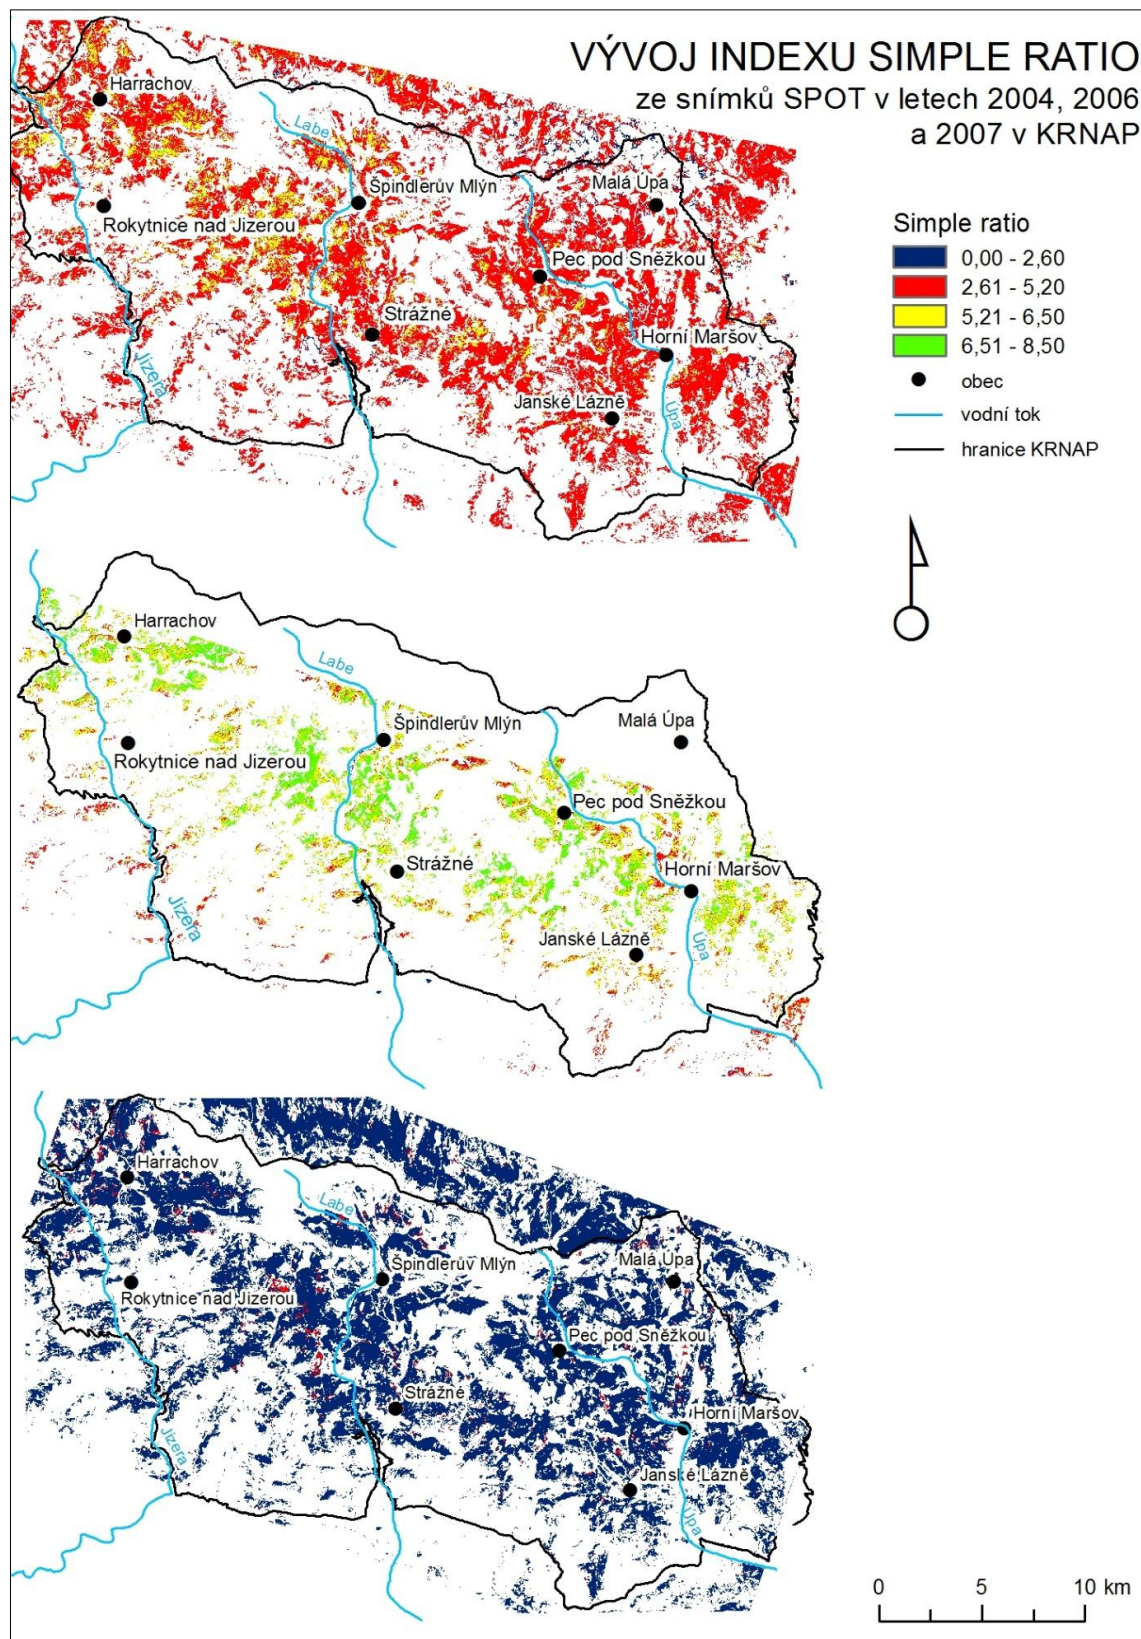 VÝVOJ INDEXU SIMPLE RATIO
ze snímků SPOT v letech 2004, 2006
a 2007 v KRNAP
Harrachov
Labe
Špindlerův Mlýn
Malá Úpa
Rokytnice nad Jizerou
Pec pod Sněžkou
Strážné
Horní Maršov
Jizera
Janské Lázně
Úpa
Simple ratio
0,00 - 2,60
2,61 - 5,20
5,21 - 6,50
6,51 - 8,50
obec
vodní tok
hranice KRNAP
Harrachov
Labe
Špindlerův Mlýn
Malá Úpa
Rokytnice nad Jizerou
Pec pod Sněžkou
Strážné
Horní Maršov
Jizera
Janské Lázně
Úpa
Harrachov
Labe
Špindlerův Mlýn
Malá Úpa
Rokytnice nad Jizerou
Pec pod Sněžkou
Strážné
Horní Maršov
Jizera
Janské Lázně
Úpa
0 5 10 km